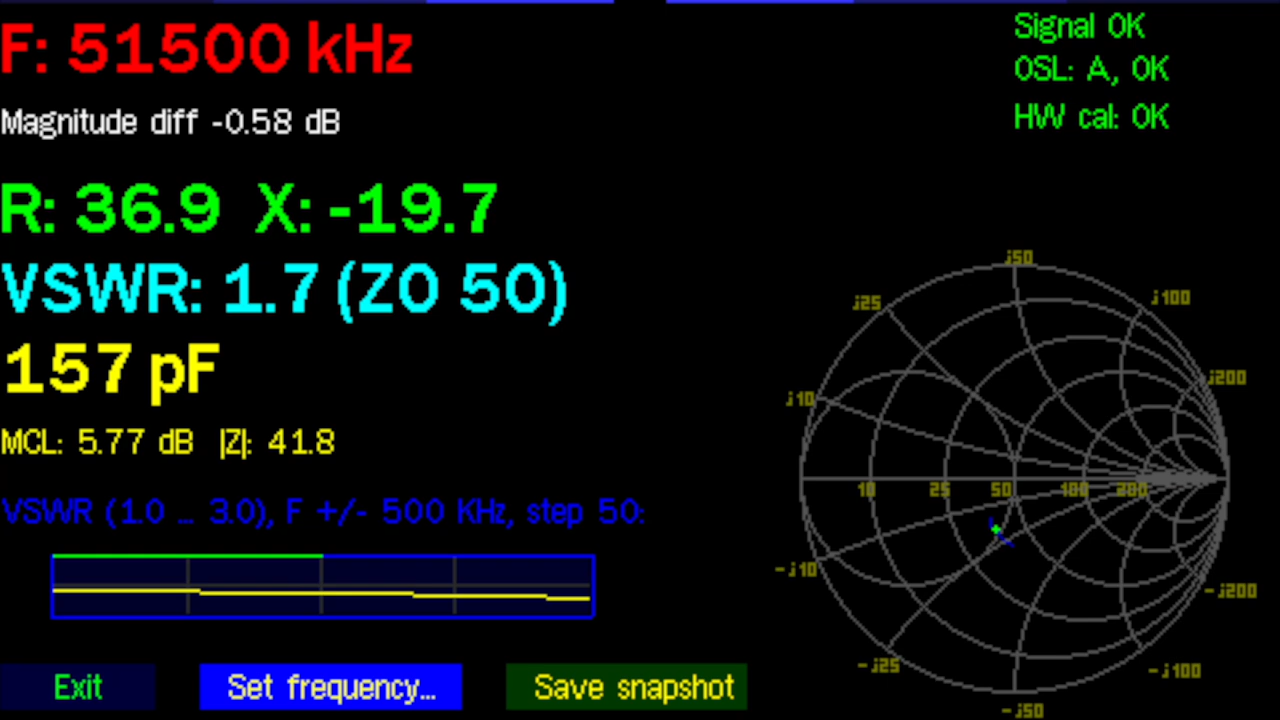 F: 51500 kHz
Signal OK
OSL: A, OK
Magnitude diff -0.58 dB
HW cal: OK
R: 36.9 X: -19.7
VSWR: 1.7 (Z0 50)
157 pF
MCL: 5.77 dB |Z|: 41.8
VSWR (1.0 .. 3.0), F +/- 500 KHz, step 50:
j50
j25
j100
j200
j10
10 25 50 100 200
-j10
-j200
-j25
-j100
-j50
Exit
Set frequency...
Save snapshot